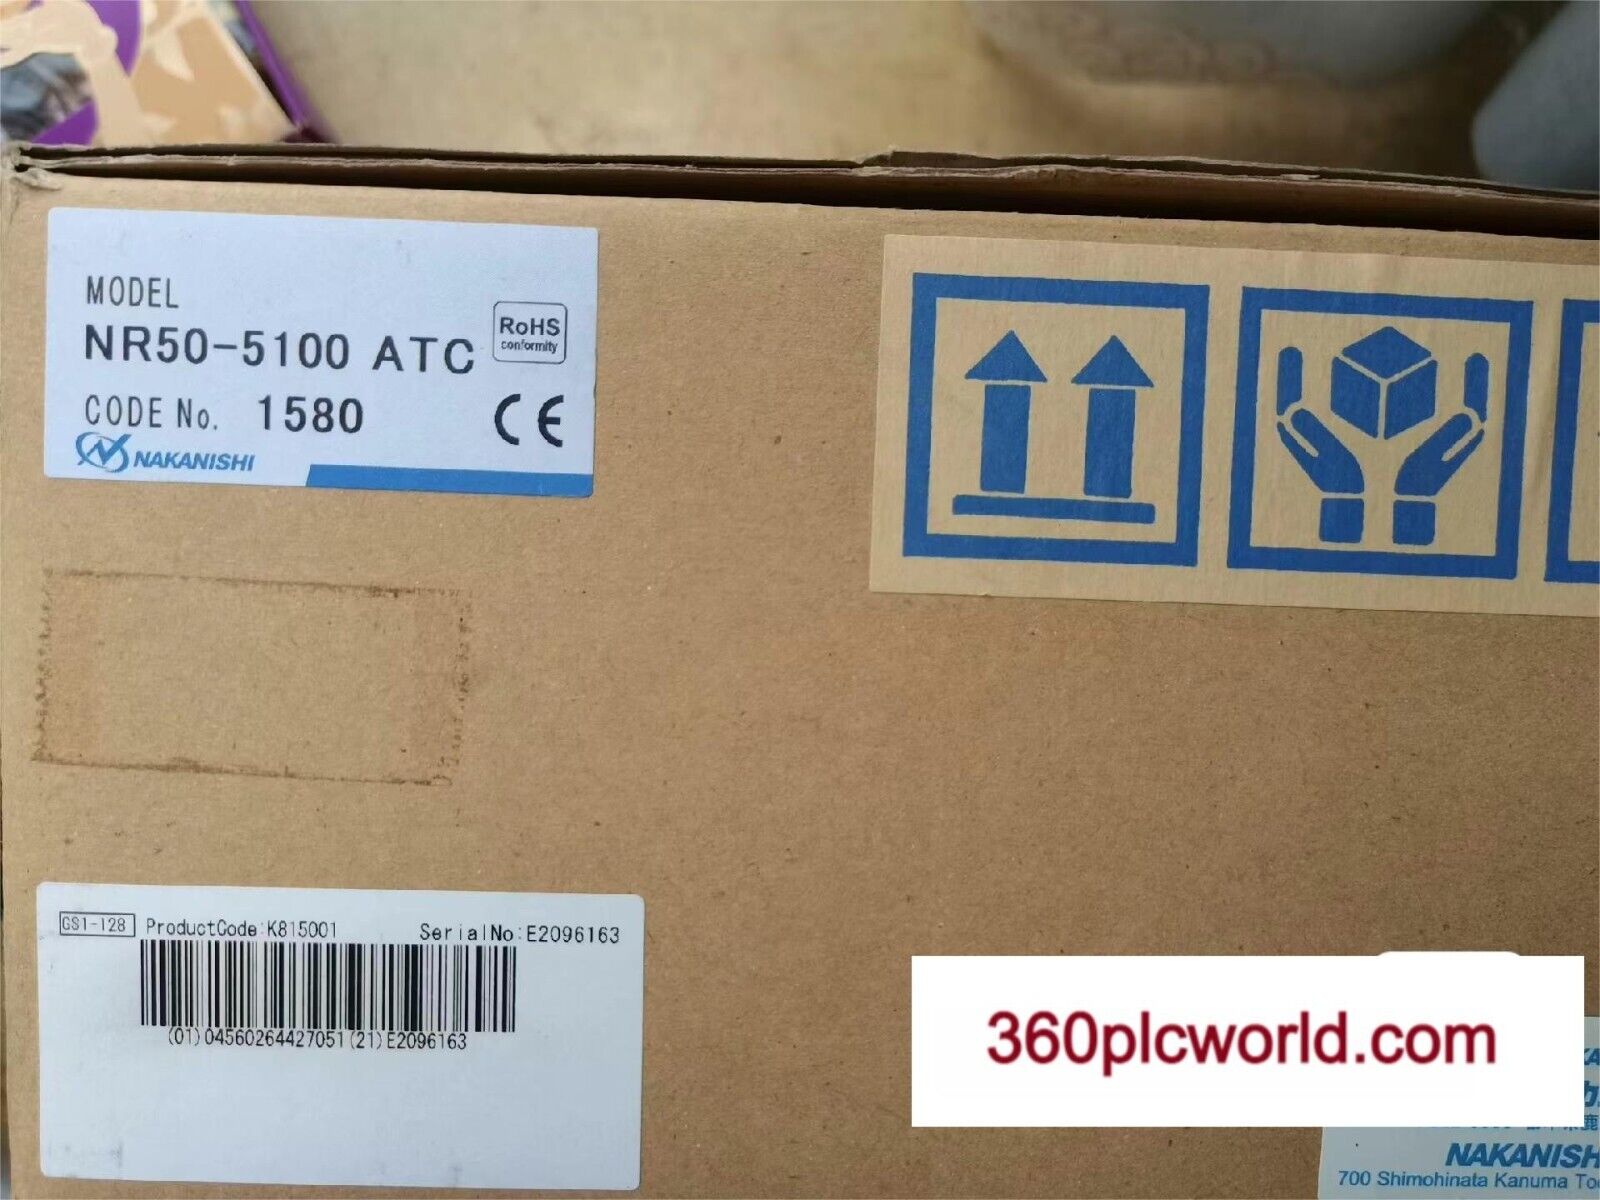 MODEL
NR50-5100 ATC
RoHS
conformity
CODE No. 1580
CE
NAKANISHI
GS1-128 ProductCode:K815001 SerialNo:E2096163
(01)04560264427051(21)E2096163
360plcworld.com
NAKANISH
700 Shimohinata Kanuma